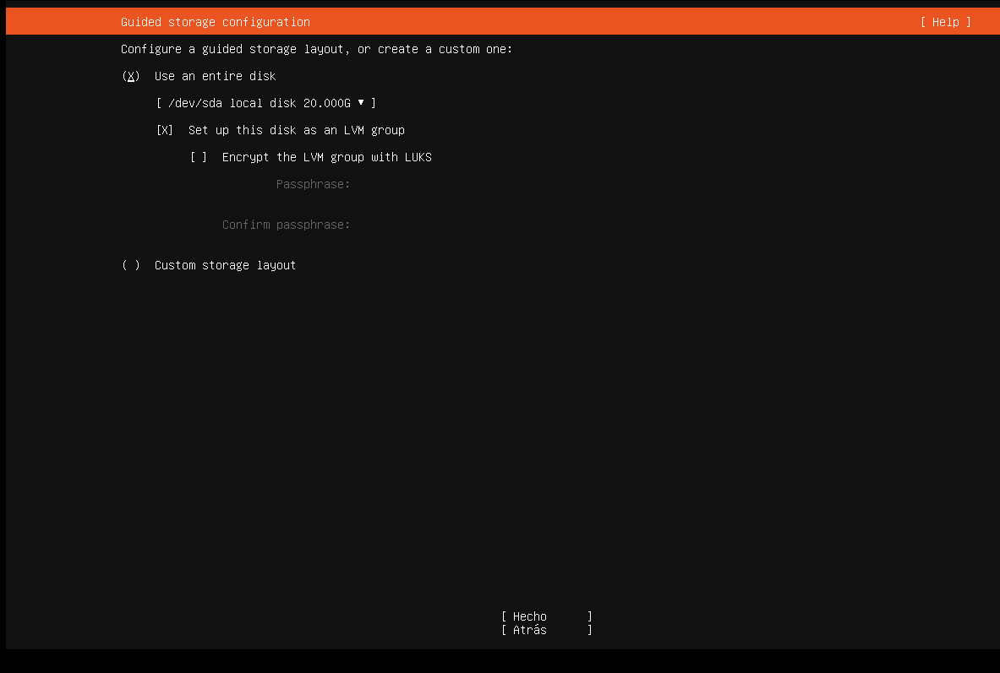 Guided storage configuration [ Help ]
Configure a guided storage layout, or create a custom one:
(X) Use an entire disk
[ /dev/sda local disk 20.000G ▾ ]
[X] Set up this disk as an LVM group
[ ] Encrypt the LVM group with LUKS
Passphrase:
Confirm passphrase:
( ) Custom storage layout
[ Hecho ]
[ Atrás ]